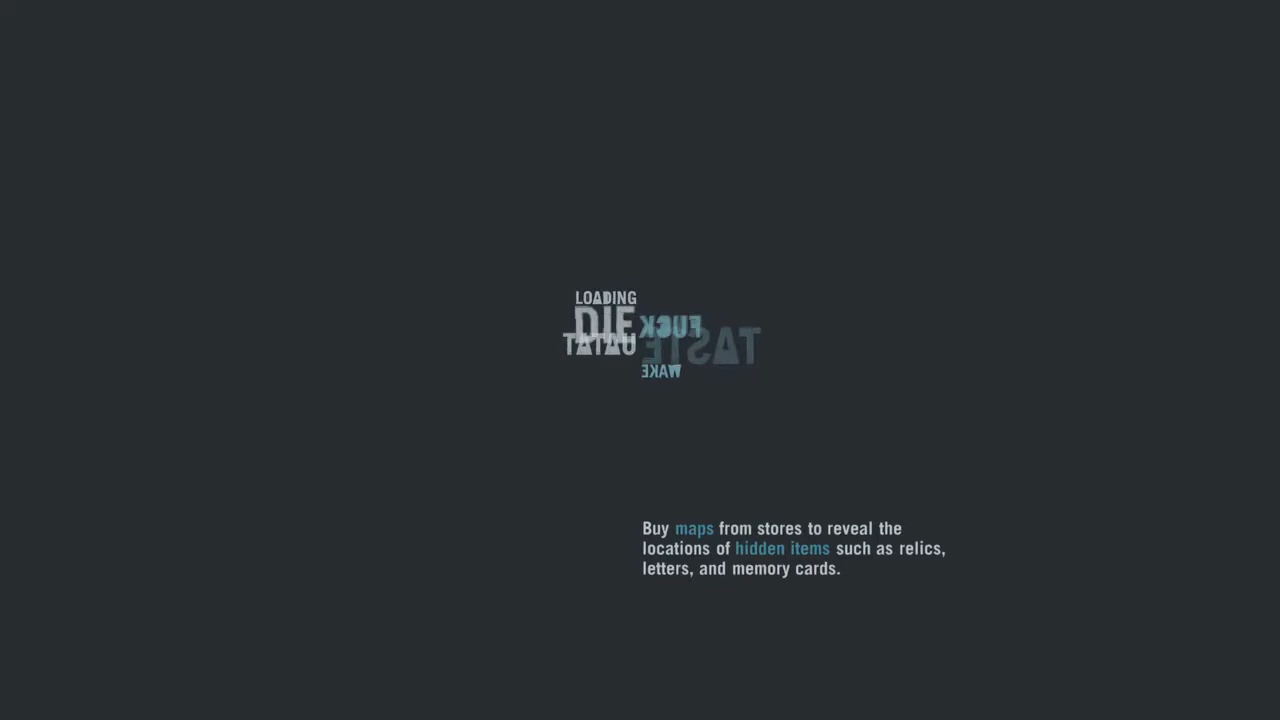 LOADING
DIE
FUCK
TATAU
TASTE
WAKE
Buy maps from stores to reveal the
locations of hidden items such as relics,
letters, and memory cards.